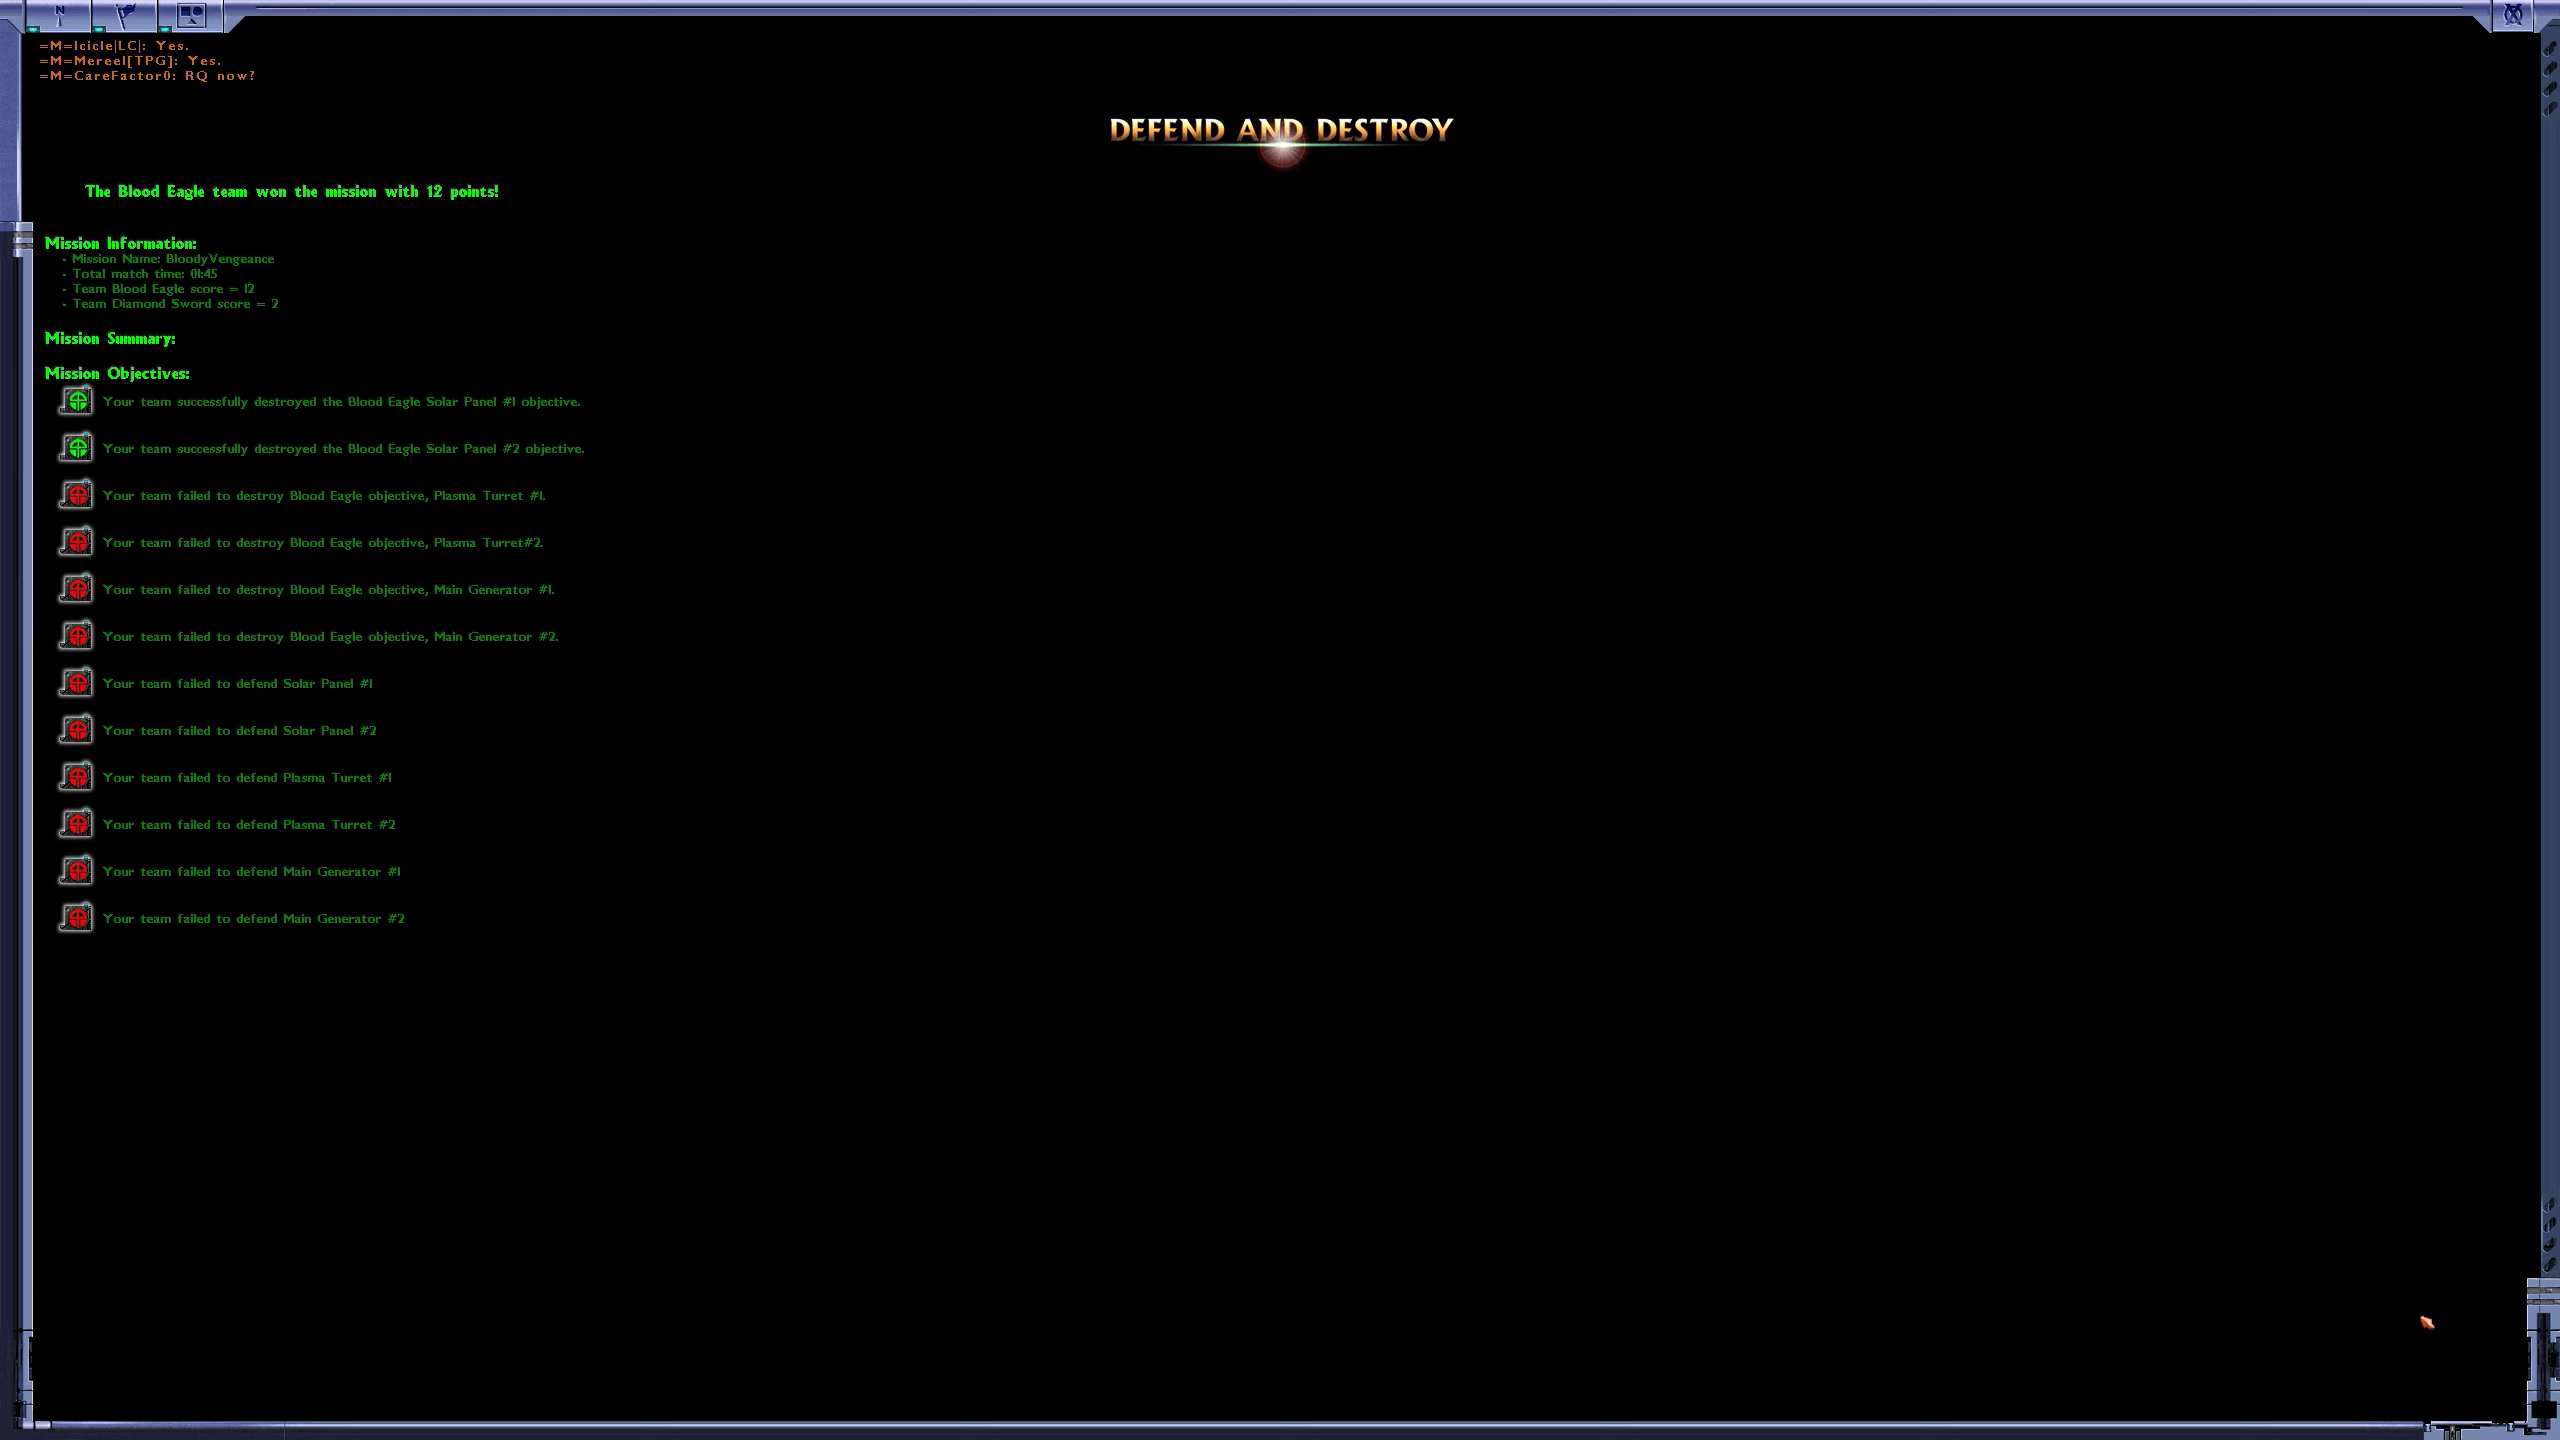 N
=M=Icicle|LC|: Yes.
=M=Mereel[TPG]: Yes.
=M=CareFactor0: RQ now?
DEFEND AND DESTROY
The Blood Eagle team won the mission with 12 points!
Mission Information:
- Mission Name: BloodyVengeance
- Total match time: 01:45
- Team Blood Eagle score = 12
- Team Diamond Sword score = 2
Mission Summary:
Mission Objectives:
Your team successfully destroyed the Blood Eagle Solar Panel #1 objective.
Your team successfully destroyed the Blood Eagle Solar Panel #2 objective.
Your team failed to destroy Blood Eagle objective, Plasma Turret #1.
Your team failed to destroy Blood Eagle objective, Plasma Turret#2.
Your team failed to destroy Blood Eagle objective, Main Generator #1.
Your team failed to destroy Blood Eagle objective, Main Generator #2.
Your team failed to defend Solar Panel #1
Your team failed to defend Solar Panel #2
Your team failed to defend Plasma Turret #1
Your team failed to defend Plasma Turret #2
Your team failed to defend Main Generator #1
Your team failed to defend Main Generator #2